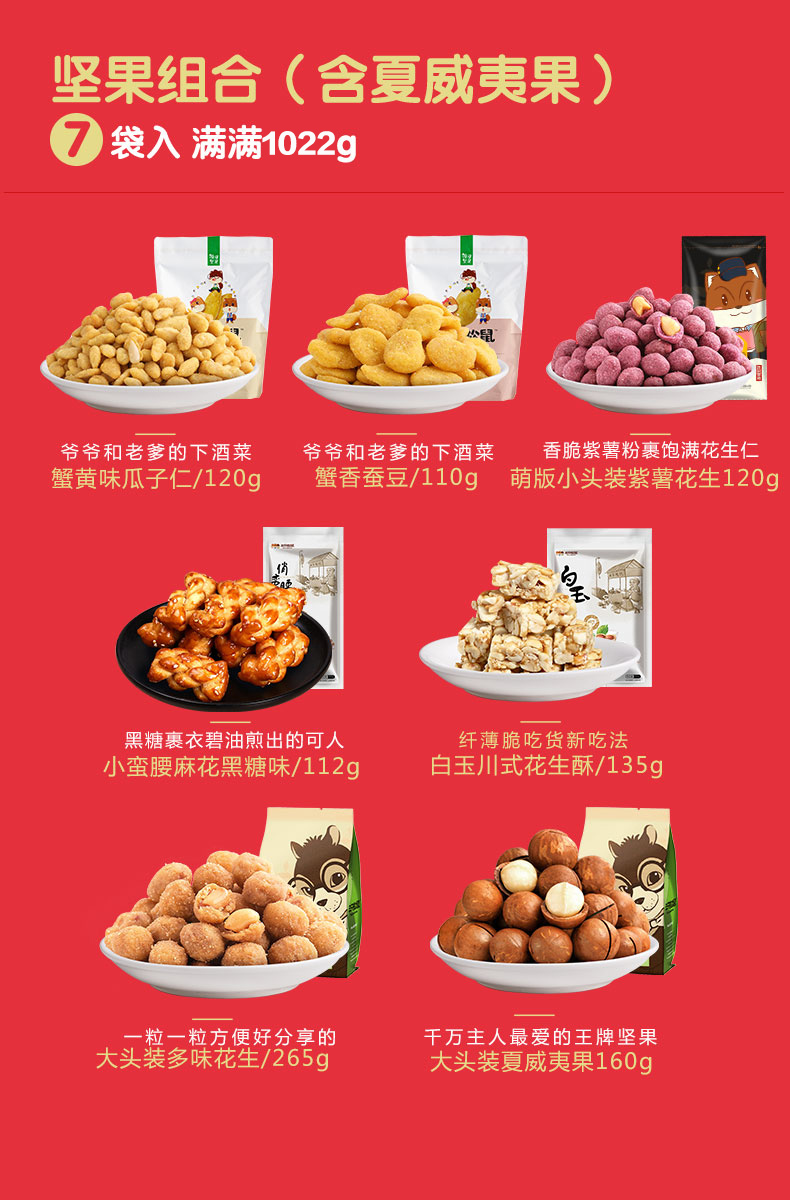 坚果组合（含夏威夷果）
7 袋入 满满1022g
爷爷和老爹的下酒菜
蟹黄味瓜子仁/120g
爷爷和老爹的下酒菜
蟹香蚕豆/110g
香脆紫薯粉裹饱满花生仁
萌版小头装紫薯花生120g
白玉
黑糖裹衣碧油煎出的可人
小蛮腰麻花黑糖味/112g
纤薄脆吃货新吃法
白玉川式花生酥/135g
一粒一粒方便好分享的
大头装多味花生/265g
千万主人最爱的王牌坚果
大头装夏威夷果160g